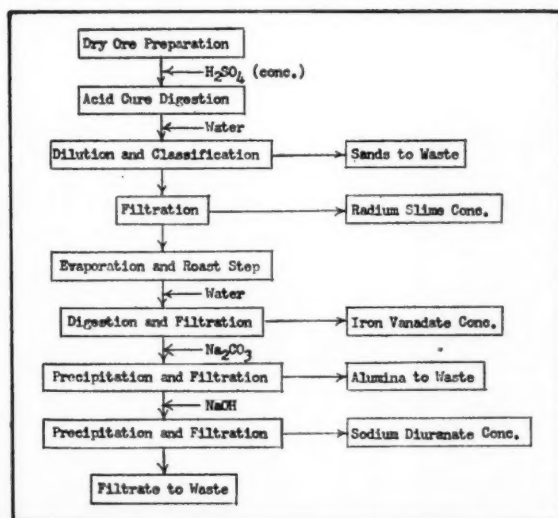 Dry Ore Preparation
H₂SO₄ (conc.)
Acid Cure Digestion
Water
Dilution and Classification
Sands to Waste
Filtration
Radium Slime Conc.
Evaporation and Roast Step
Water
Digestion and Filtration
Iron Vanadate Conc.
Na₂CO₃
Precipitation and Filtration
Alumina to Waste
NaOH
Precipitation and Filtration
Sodium Diuranate Conc.
Filtrate to Waste